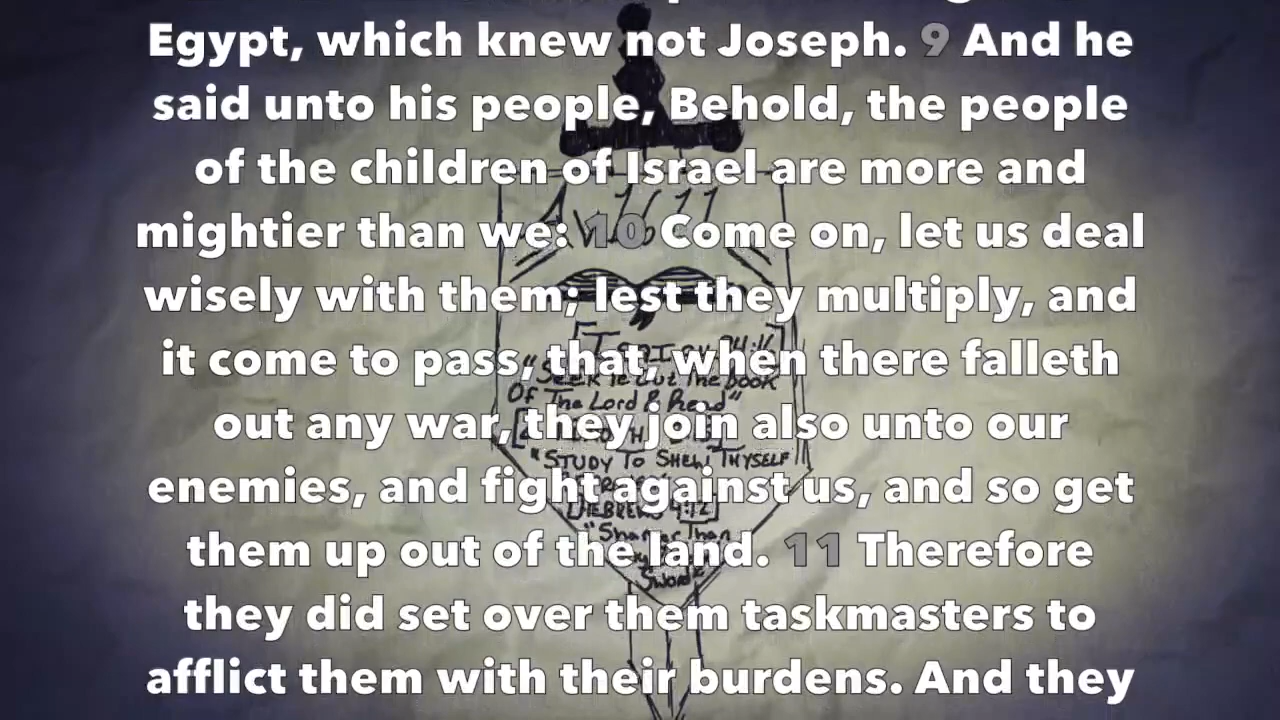 Egypt, which knew not Joseph. 9 And he
said unto his people, Behold, the people
of the children of Israel are more and
mightier than we: 10 Come on, let us deal
wisely with them; lest they multiply, and
it come to pass, that, when there falleth
out any war, they join also unto our
enemies, and fight against us, and so get
them up out of the land. 11 Therefore
they did set over them taskmasters to
afflict them with their burdens. And they
1611
"Seek Ye Out The Book
Of The Lord & Read"
"STUDY TO SHEW THYSELF
HEBREWS 4:12
"Sharper Than
Sword"